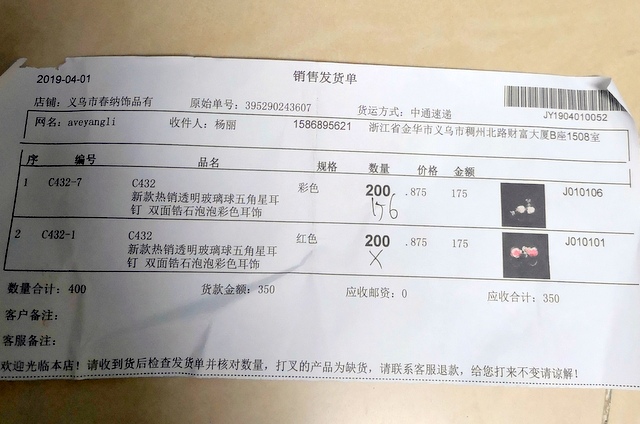 2019-04-01
销售发货单
店铺：义乌市春纳饰品有 原始单号：395290243607 货运方式：中通速递 JY1904010052
网名：aveyangli 收件人：杨丽 1586895621 浙江省金华市义乌市稠州北路财富大厦B座1508室
序 编号 品名 规格 数量 价格 金额
1 C432-7 C432 彩色 200 .875 175 J010106
新款热销透明玻璃球五角星耳
钉 双面锆石泡泡彩色耳饰
156
2 C432-1 C432 红色 200 .875 175 J010101
新款热销透明玻璃球五角星耳
钉 双面锆石泡泡彩色耳饰
X
数量合计：400 货款金额：350 应收邮资：0 应收合计：350
客户备注：
客服备注：
欢迎光临本店！请收到货后检查发货单并核对数量，打叉的产品为缺货，请联系客服退款，给您打来不变请谅解！